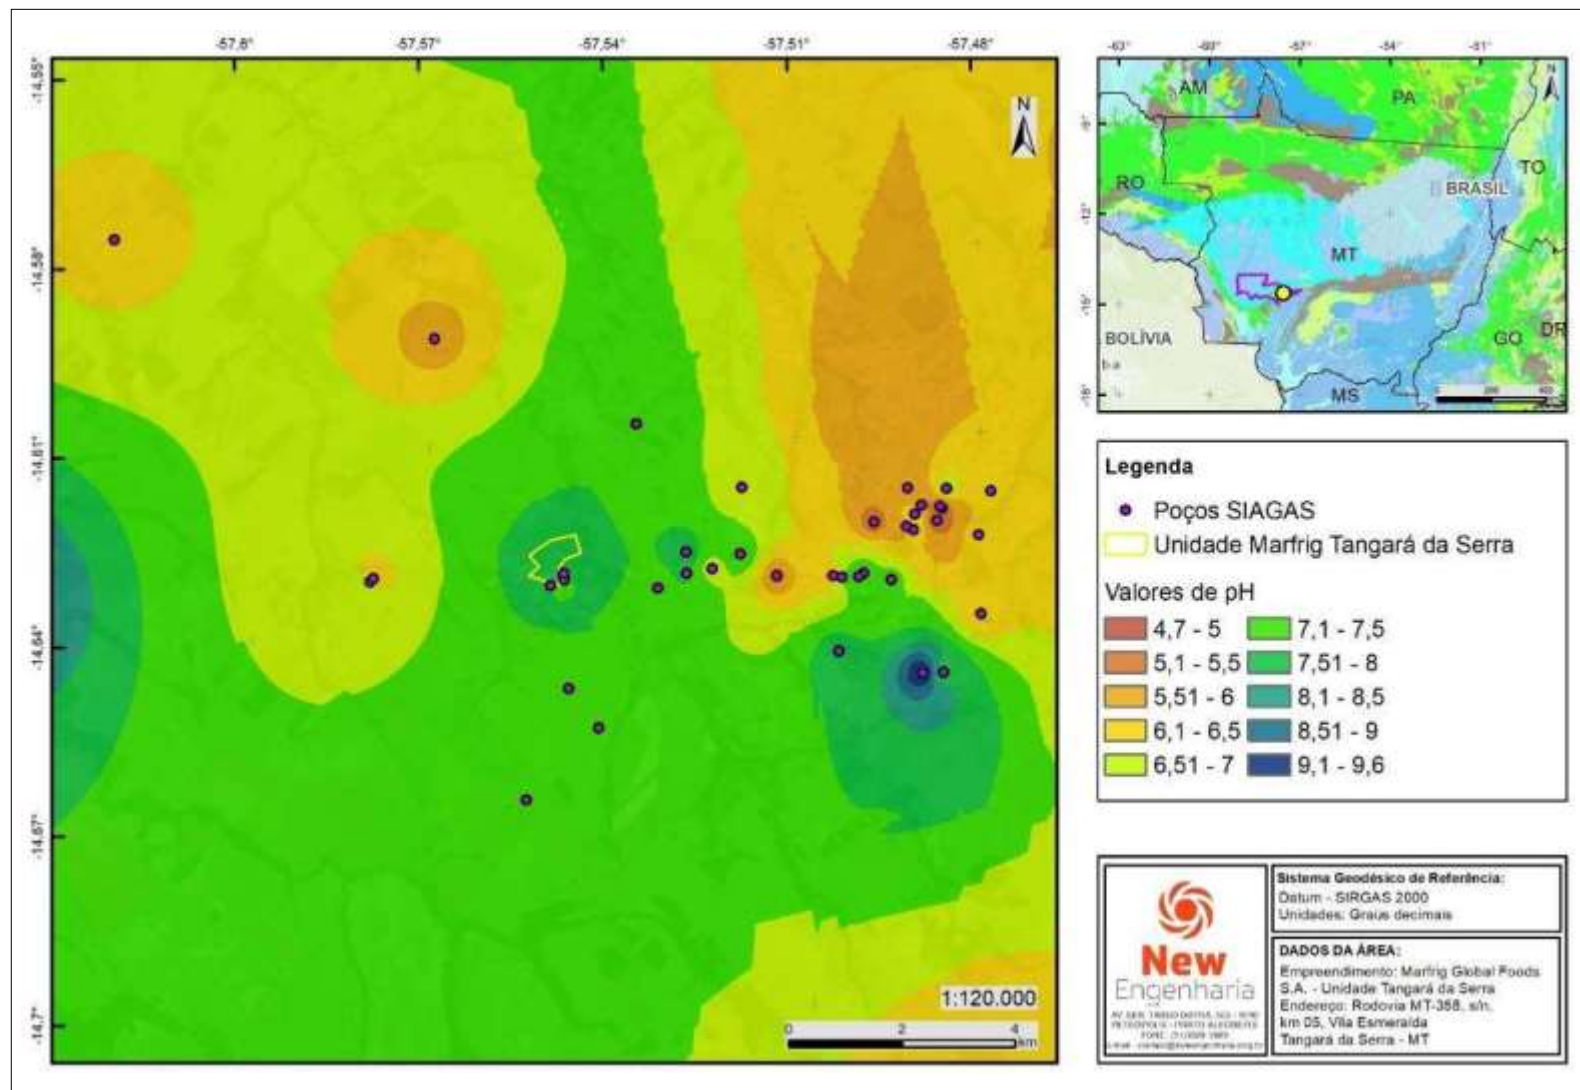 -57,6° -57,57° -57,54° -57,51° -57,48°
-14,55°
-14,58°
-14,61°
-14,64°
-14,67°
-14,7°
N
1:120.000
0 2 4
km
-63° -60° -57° -54° -51°
-9°
-12°
-15°
-18°
N
AM
PA
RO
TO
BRASIL
MT
BOLÍVIA
GO
DR
MS
0 200 400
Legenda
Poços SIAGAS
Unidade Marfrig Tangará da Serra
Valores de pH
4,7 - 5 7,1 - 7,5
5,1 - 5,5 7,51 - 8
5,51 - 6 8,1 - 8,5
6,1 - 6,5 8,51 - 9
6,51 - 7 9,1 - 9,6
New
Engenharia
Sistema Geodésico de Referência:
Datum - SIRGAS 2000
Unidades: Graus decimais
DADOS DA ÁREA:
Empreendimento: Marfrig Global Foods
S.A. - Unidade Tangará da Serra
Endereço: Rodovia MT-358, s/n,
km 05, Vila Esmeralda
Tangará da Serra - MT